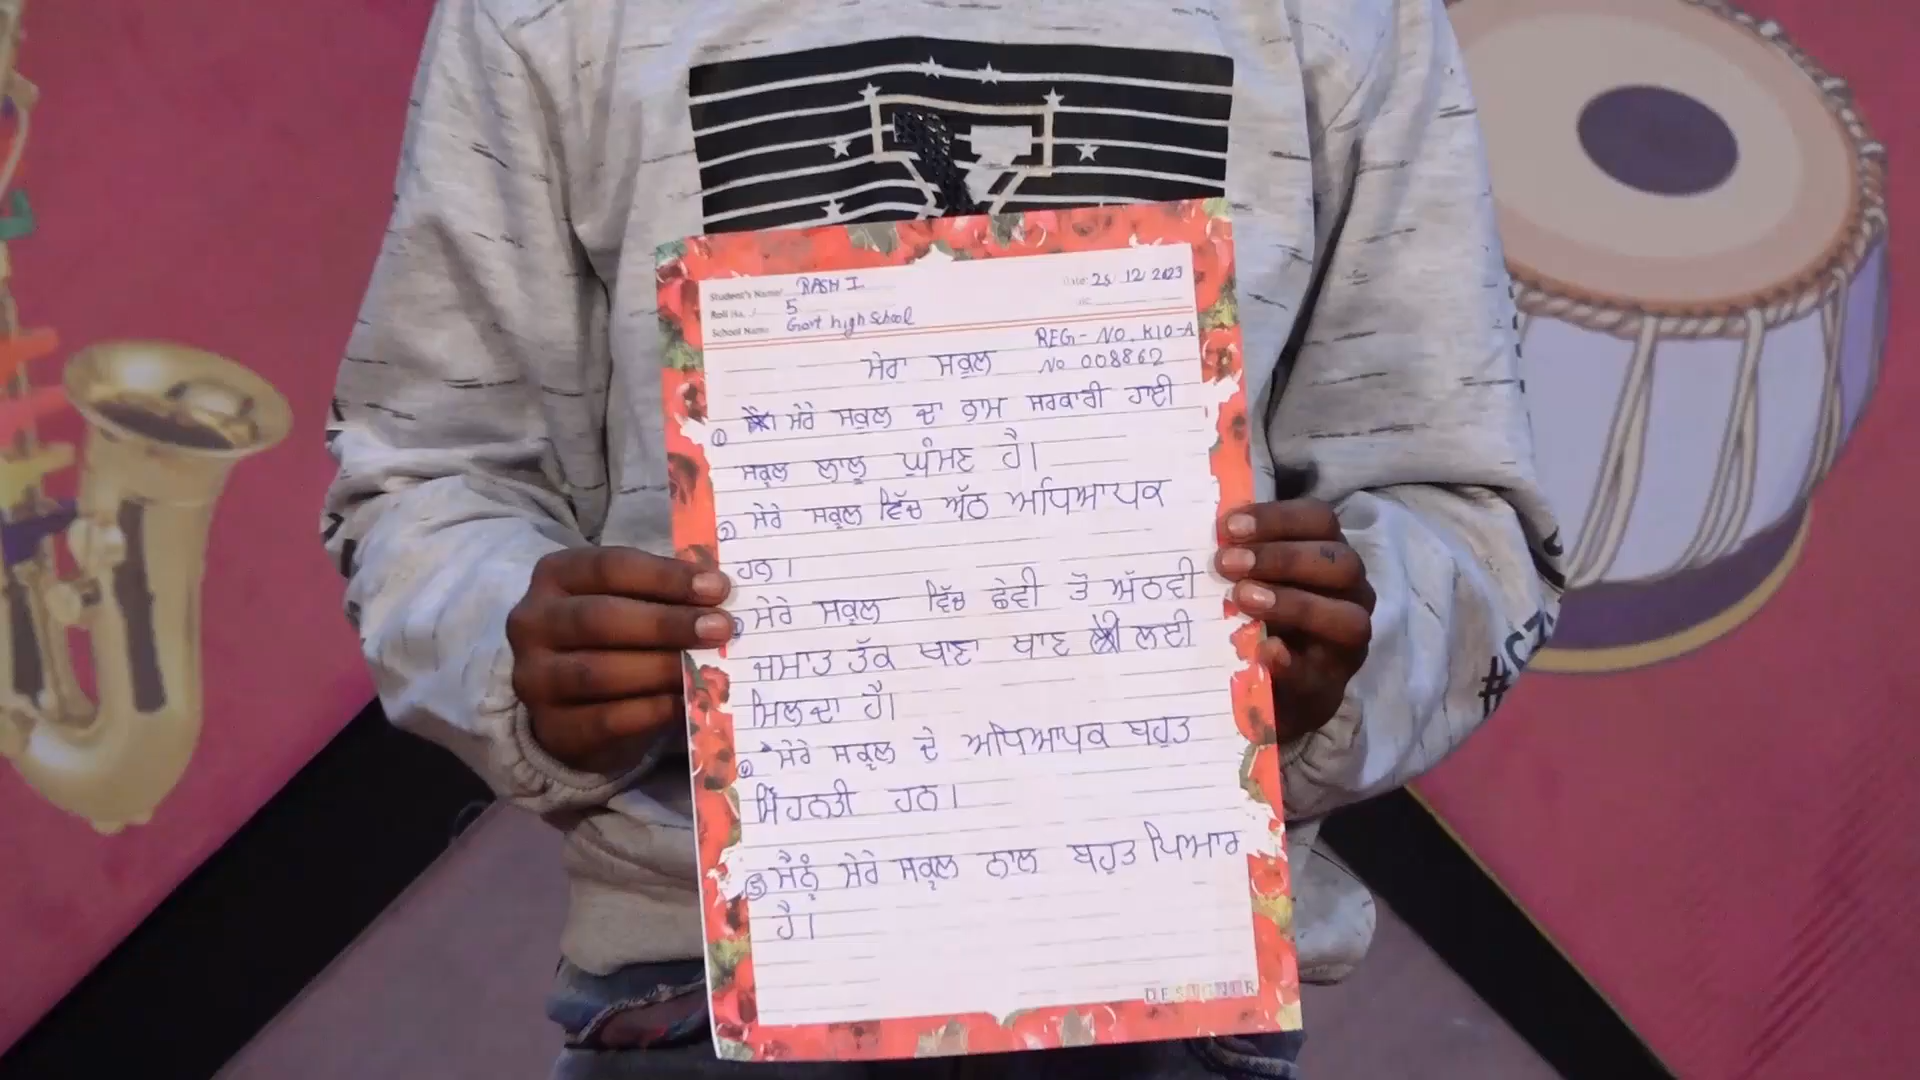 Student's Name RASHI
Date: 25 12 2023
Roll No. 5
School Name Govt high School
REG - NO. K10-A
No 008862
ਮੇਰਾ ਸਕੂਲ
① ਮੇਰੇ ਸਕੂਲ ਦਾ ਨਾਮ ਸਰਕਾਰੀ ਹਾਈ
ਸਕੂਲ ਲਾਲੂ ਘੁੰਮਣ ਹੈ।
② ਮੇਰੇ ਸਕੂਲ ਵਿੱਚ ਅੱਠ ਅਧਿਆਪਕ
ਹਨ।
ਮੇਰੇ ਸਕੂਲ ਵਿੱਚ ਛੇਵੀ ਤੋ ਅੱਠਵੀ
ਜਮਾਤ ਤੱਕ ਖਾਣਾ ਖਾਣ ਲਈ
ਮਿਲਦਾ ਹੈ।
④ ਮੇਰੇ ਸਕੂਲ ਦੇ ਅਧਿਆਪਕ ਬਹੁਤ
ਮਿਹਨਤੀ ਹਨ।
⑤ ਮੈਨੂੰ ਮੇਰੇ ਸਕੂਲ ਨਾਲ ਬਹੁਤ ਪਿਆਰ
ਹੈ।
DESIGNER